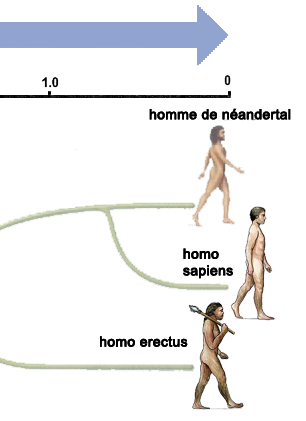 1.0 0
homme de néandertal
homo
sapiens
homo erectus